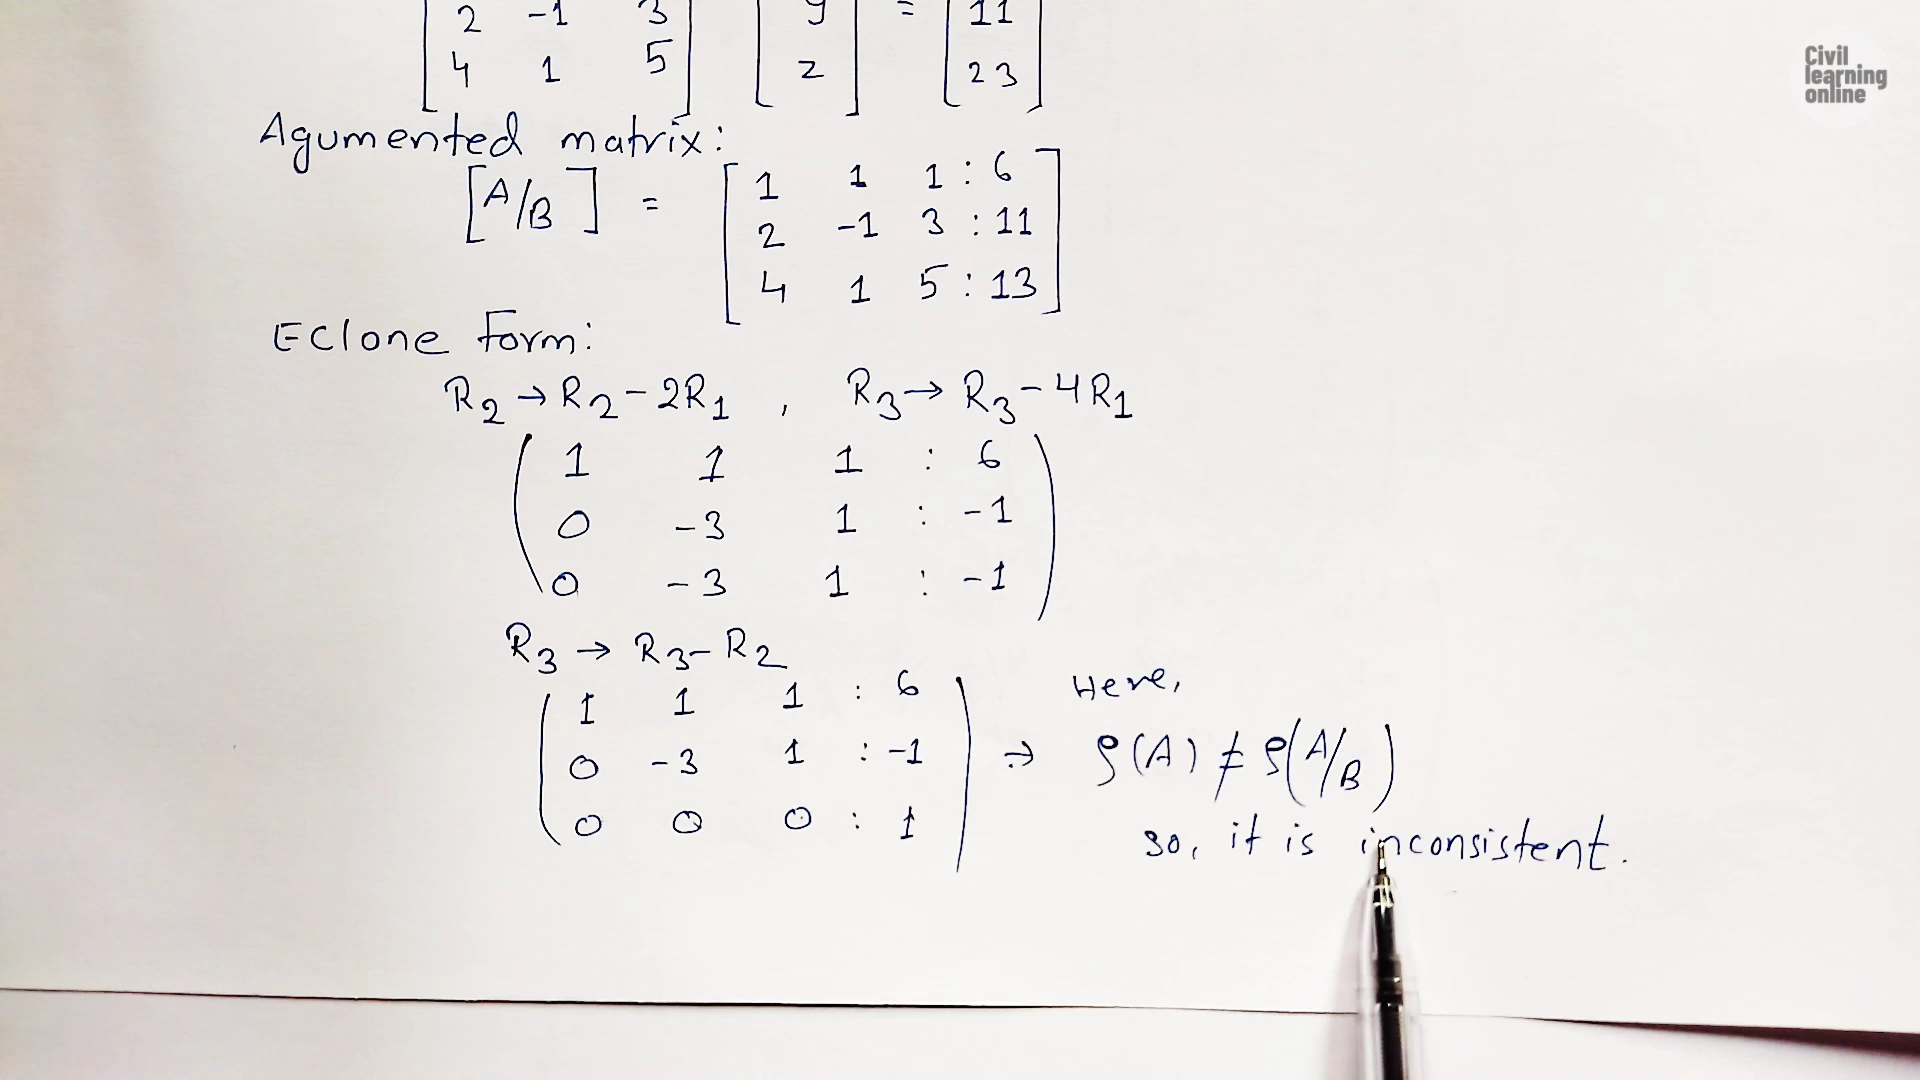 2 -1 3 y = 11
4 1 5 z 23
Civil
learning
online
Agumented matrix:
[A/B] = 1 1 1 : 6
2 -1 3 : 11
4 1 5 : 13
Eclone form:
R2 → R2 - 2R1 , R3 → R3 - 4R1
1 1 1 : 6
0 -3 1 : -1
0 -3 1 : -1
R3 → R3 - R2
1 1 1 : 6
0 -3 1 : -1
0 0 0 : 1
Here,
⇒ ρ(A) ≠ ρ(A/B)
so, it is inconsistent.